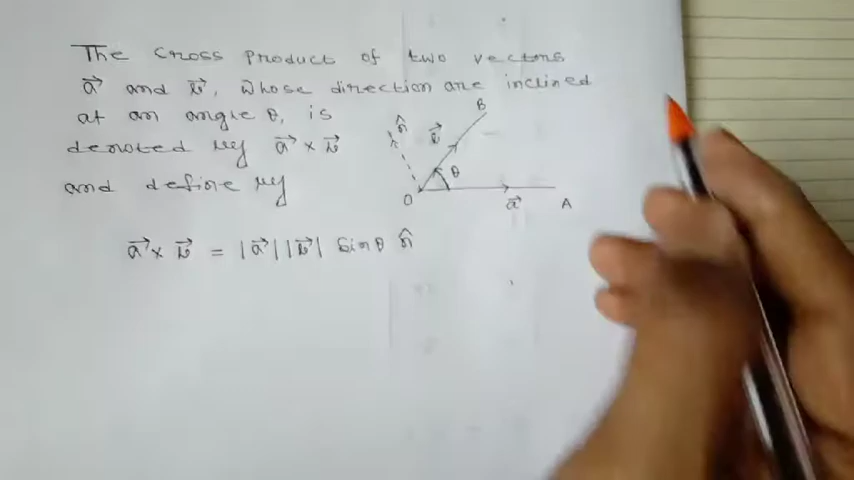 The cross product of two vectors
a⃗ and b⃗, whose direction are inclined
at an angle θ, is
denoted by a⃗ × b⃗
and define by
B
n̂
b⃗
θ
O
a⃗
A
a⃗ × b⃗ = |a⃗||b⃗| Sinθ n̂